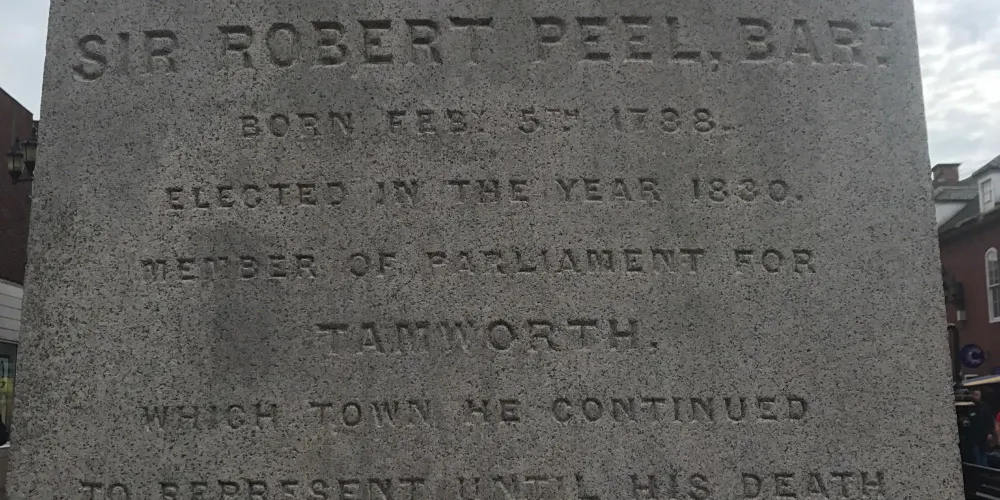 SIR ROBERT PEEL, BART
BORN FEBY 5TH 1788.
ELECTED IN THE YEAR 1830.
MEMBER OF PARLIAMENT FOR
TAMWORTH.
WHICH TOWN HE CONTINUED
TO REPRESENT UNTIL HIS DEATH